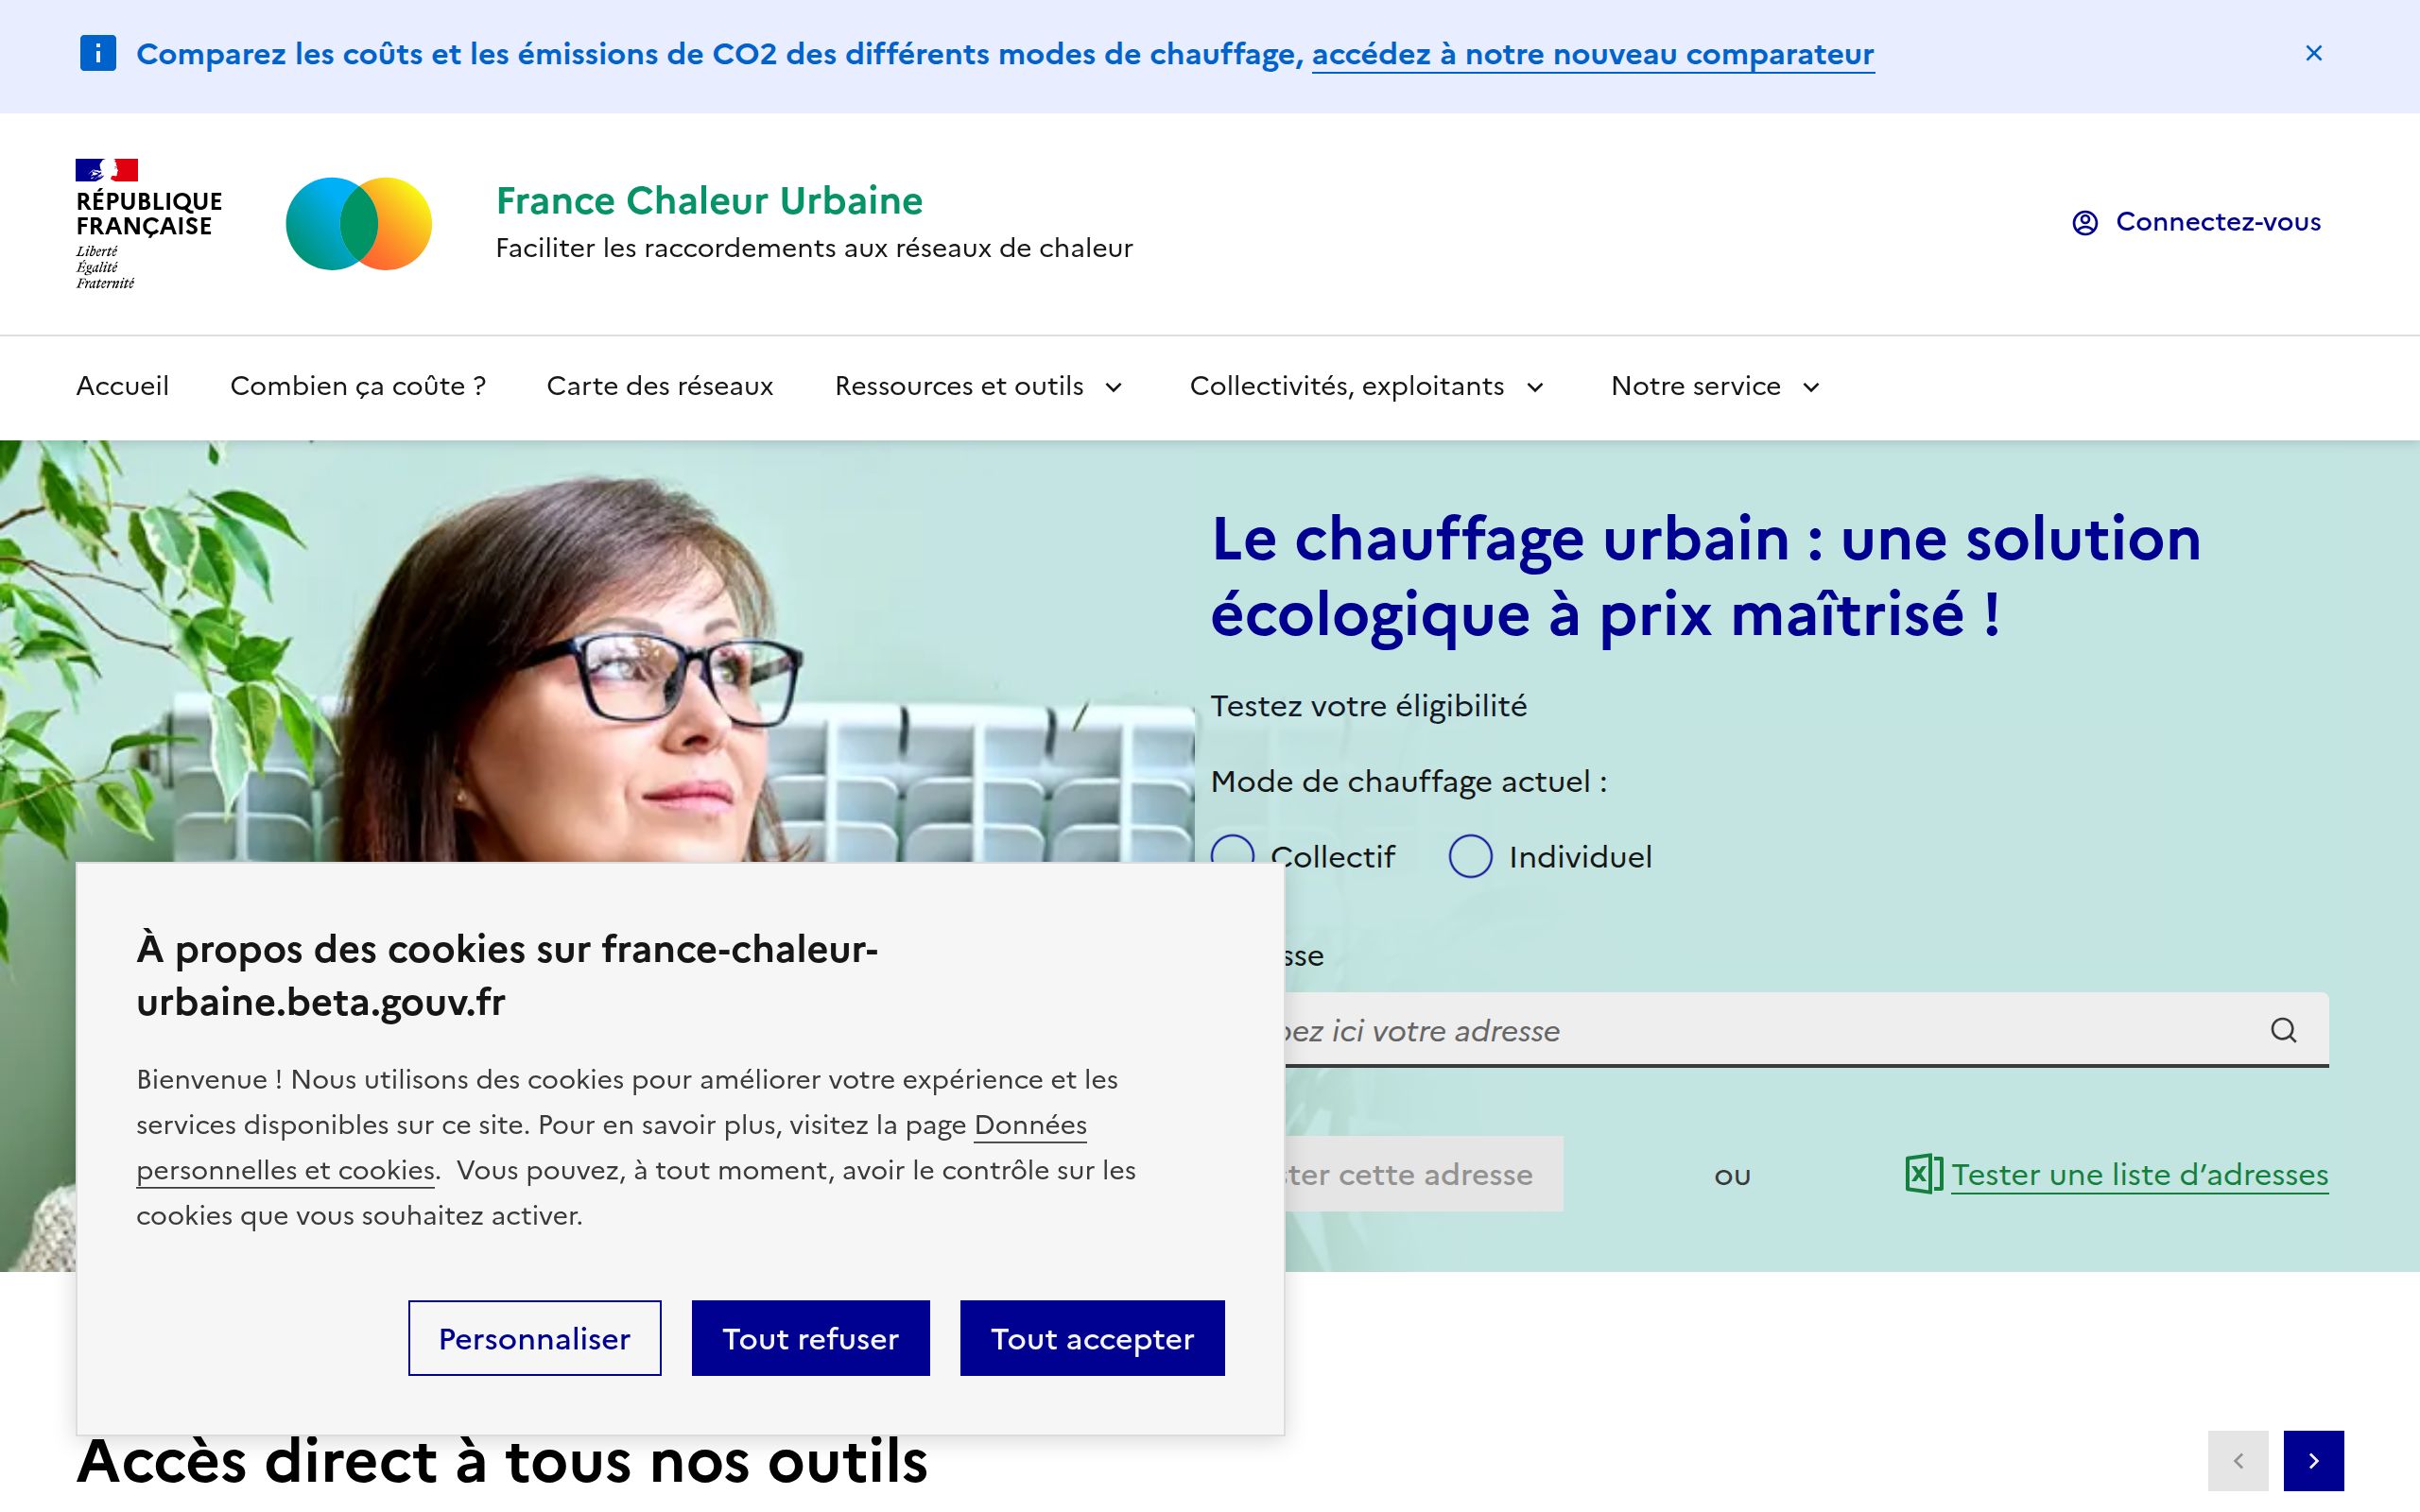 Comparez les coûts et les émissions de CO2 des différents modes de chauffage, accédez à notre nouveau comparateur
RÉPUBLIQUE
FRANÇAISE
Liberté
Égalité
Fraternité
France Chaleur Urbaine
Faciliter les raccordements aux réseaux de chaleur
Connectez-vous
Accueil
Combien ça coûte ?
Carte des réseaux
Ressources et outils
Collectivités, exploitants
Notre service
Le chauffage urbain : une solution
écologique à prix maîtrisé !
Testez votre éligibilité
Mode de chauffage actuel :
Collectif
Individuel
ici votre adresse
cette adresse
ou
Tester une liste d’adresses
À propos des cookies sur france-chaleur-
urbaine.beta.gouv.fr
Bienvenue ! Nous utilisons des cookies pour améliorer votre expérience et les
services disponibles sur ce site. Pour en savoir plus, visitez la page Données
personnelles et cookies.  Vous pouvez, à tout moment, avoir le contrôle sur les
cookies que vous souhaitez activer.
Personnaliser
Tout refuser
Tout accepter
Accès direct à tous nos outils